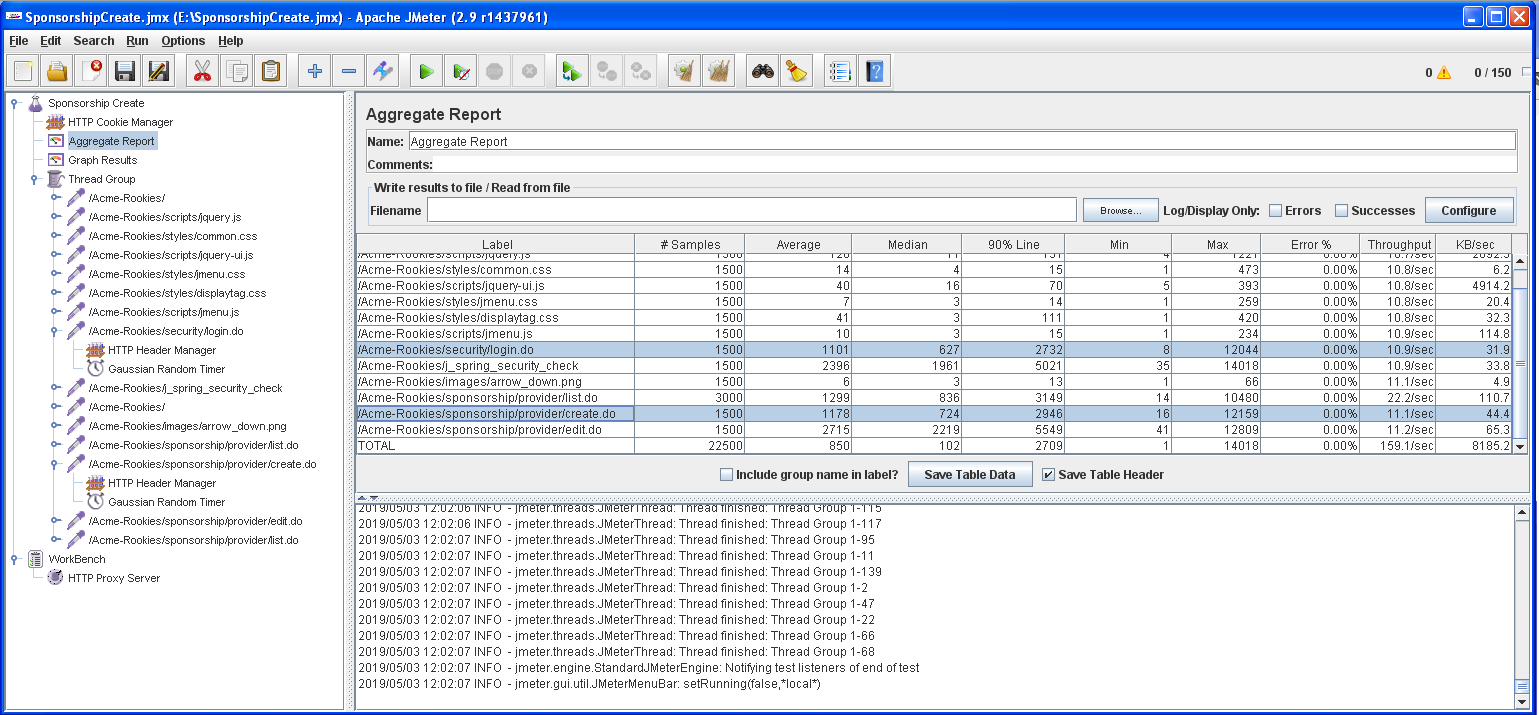 SponsorshipCreate.jmx (E:\SponsorshipCreate.jmx) - Apache JMeter (2.9 r1437961)
File Edit Search Run Options Help
0 0 / 150
Sponsorship Create
HTTP Cookie Manager
Aggregate Report
Graph Results
Thread Group
/Acme-Rookies/
/Acme-Rookies/scripts/jquery.js
/Acme-Rookies/styles/common.css
/Acme-Rookies/scripts/jquery-ui.js
/Acme-Rookies/styles/jmenu.css
/Acme-Rookies/styles/displaytag.css
/Acme-Rookies/scripts/jmenu.js
/Acme-Rookies/security/login.do
HTTP Header Manager
Gaussian Random Timer
/Acme-Rookies/j_spring_security_check
/Acme-Rookies/
/Acme-Rookies/images/arrow_down.png
/Acme-Rookies/sponsorship/provider/list.do
/Acme-Rookies/sponsorship/provider/create.do
HTTP Header Manager
Gaussian Random Timer
/Acme-Rookies/sponsorship/provider/edit.do
/Acme-Rookies/sponsorship/provider/list.do
WorkBench
HTTP Proxy Server
Aggregate Report
Name: Aggregate Report
Comments:
Write results to file / Read from file
Filename Browse... Log/Display Only: Errors Successes Configure
Label # Samples Average Median 90% Line Min Max Error % Throughput KB/sec
/Acme-Rookies/scripts/jquery.js 1500 11 4 1221 0.00% 10.7/sec
/Acme-Rookies/styles/common.css 1500 14 4 15 1 473 0.00% 10.8/sec 6.2
/Acme-Rookies/scripts/jquery-ui.js 1500 40 16 70 5 393 0.00% 10.8/sec 4914.2
/Acme-Rookies/styles/jmenu.css 1500 7 3 14 1 259 0.00% 10.8/sec 20.4
/Acme-Rookies/styles/displaytag.css 1500 41 3 111 1 420 0.00% 10.8/sec 32.3
/Acme-Rookies/scripts/jmenu.js 1500 10 3 15 1 234 0.00% 10.9/sec 114.8
/Acme-Rookies/security/login.do 1500 1101 627 2732 8 12044 0.00% 10.9/sec 31.9
/Acme-Rookies/j_spring_security_check 1500 2396 1961 5021 35 14018 0.00% 10.9/sec 33.8
/Acme-Rookies/images/arrow_down.png 1500 6 3 13 1 66 0.00% 11.1/sec 4.9
/Acme-Rookies/sponsorship/provider/list.do 3000 1299 836 3149 14 10480 0.00% 22.2/sec 110.7
/Acme-Rookies/sponsorship/provider/create.do 1500 1178 724 2946 16 12159 0.00% 11.1/sec 44.4
/Acme-Rookies/sponsorship/provider/edit.do 1500 2715 2219 5549 41 12809 0.00% 11.2/sec 65.3
TOTAL 22500 850 102 2709 1 14018 0.00% 159.1/sec 8185.2
Include group name in label? Save Table Data Save Table Header
2019/05/03 12:02:06 INFO - jmeter.threads.JMeterThread: Thread finished: Thread Group 1-115
2019/05/03 12:02:06 INFO - jmeter.threads.JMeterThread: Thread finished: Thread Group 1-117
2019/05/03 12:02:07 INFO - jmeter.threads.JMeterThread: Thread finished: Thread Group 1-95
2019/05/03 12:02:07 INFO - jmeter.threads.JMeterThread: Thread finished: Thread Group 1-11
2019/05/03 12:02:07 INFO - jmeter.threads.JMeterThread: Thread finished: Thread Group 1-139
2019/05/03 12:02:07 INFO - jmeter.threads.JMeterThread: Thread finished: Thread Group 1-2
2019/05/03 12:02:07 INFO - jmeter.threads.JMeterThread: Thread finished: Thread Group 1-47
2019/05/03 12:02:07 INFO - jmeter.threads.JMeterThread: Thread finished: Thread Group 1-22
2019/05/03 12:02:07 INFO - jmeter.threads.JMeterThread: Thread finished: Thread Group 1-66
2019/05/03 12:02:07 INFO - jmeter.threads.JMeterThread: Thread finished: Thread Group 1-68
2019/05/03 12:02:07 INFO - jmeter.engine.StandardJMeterEngine: Notifying test listeners of end of test
2019/05/03 12:02:07 INFO - jmeter.gui.util.JMeterMenuBar: setRunning(false,*local*)